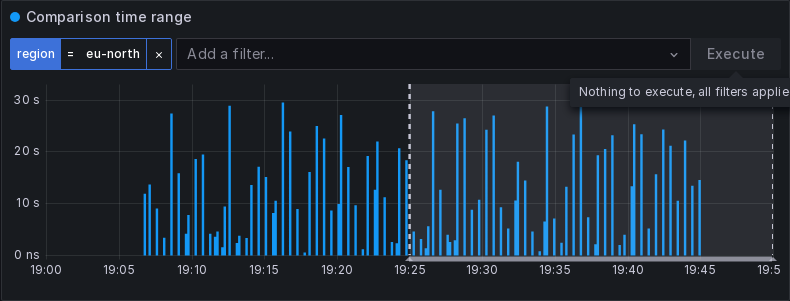 Comparison time range
region = eu-north × Add a filter... Execute
Nothing to execute, all filters applie
30 s
20 s
10 s
0 ns
19:00 19:05 19:10 19:15 19:20 19:25 19:30 19:35 19:40 19:45 19:5